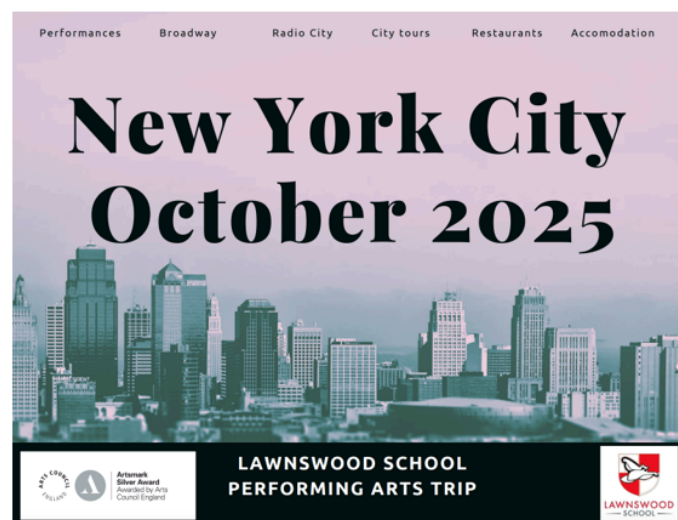 Performances Broadway Radio City City tours Restaurants Accomodation
New York City
October 2025
LAWNSWOOD SCHOOL
PERFORMING ARTS TRIP
ARTS COUNCIL
ENGLAND
Artsmark
Silver Award
Awarded by Arts
Council England
LAWNSWOOD
SCHOOL